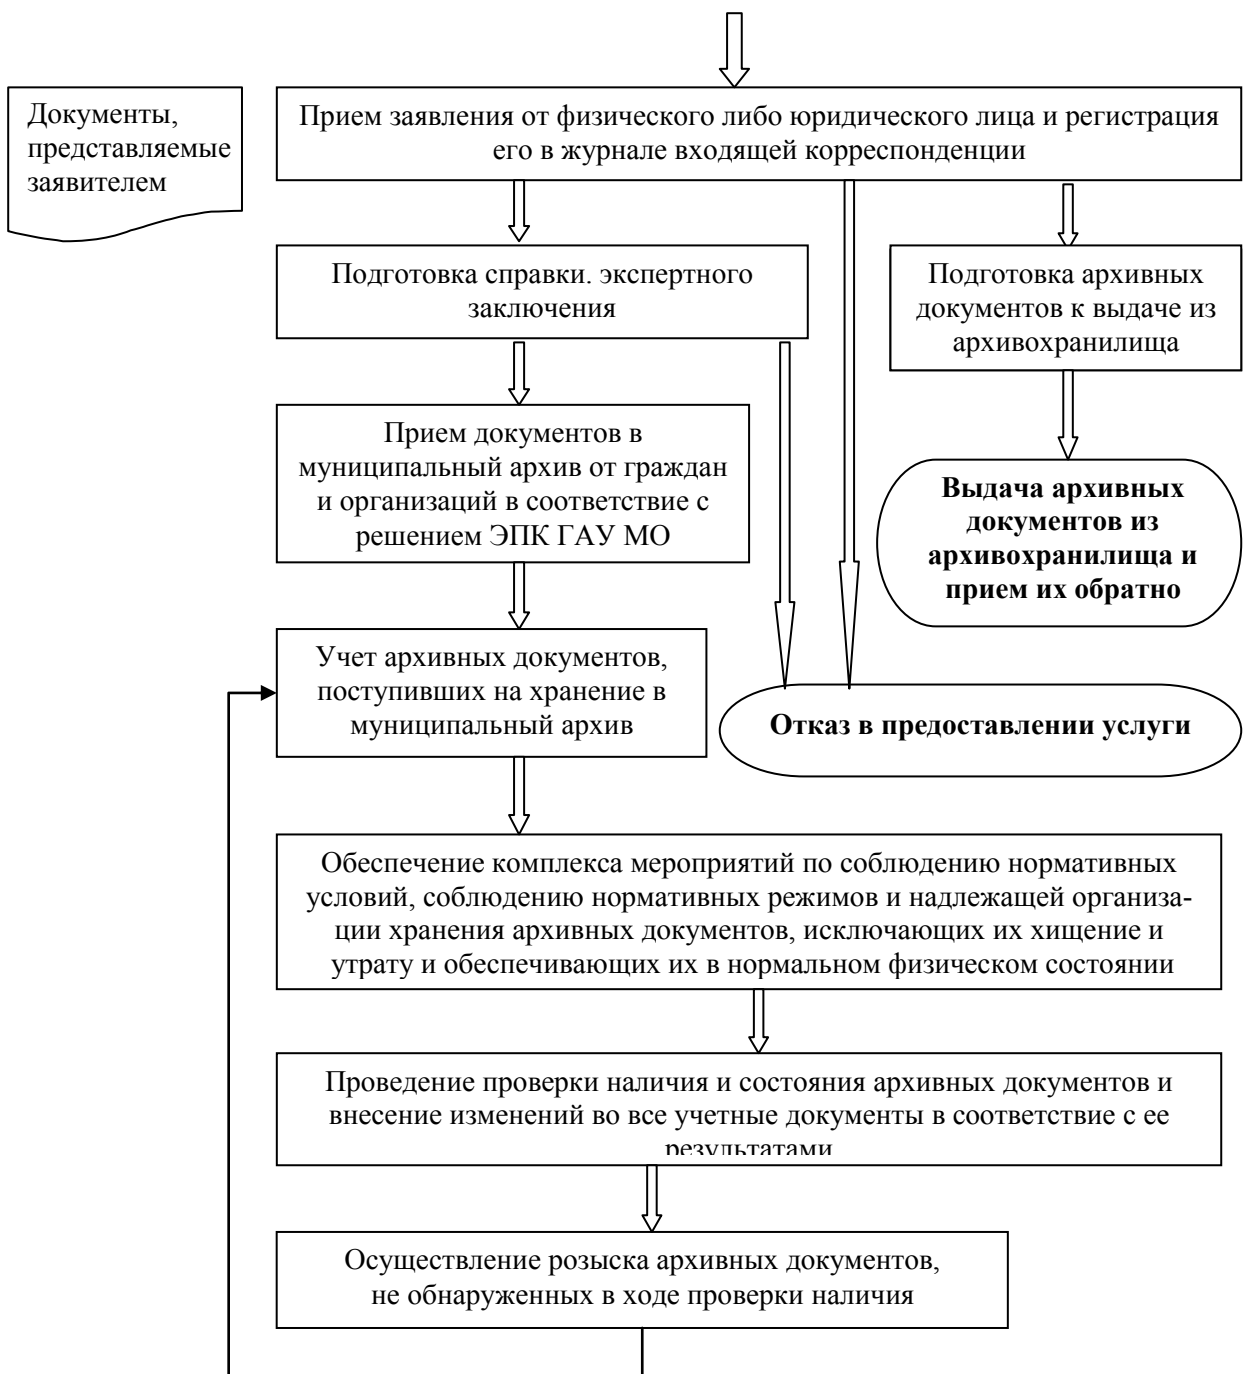 Документы,
представляемые
заявителем
Прием заявления от физического либо юридического лица и регистрация
его в журнале входящей корреспонденции
Подготовка справки. экспертного
заключения
Подготовка архивных
документов к выдаче из
архивохранилища
Прием документов в
муниципальный архив от граждан
и организаций в соответствие с
решением ЭПК ГАУ МО
Выдача архивных
документов из
архивохранилища и
прием их обратно
Учет архивных документов,
поступивших на хранение в
муниципальный архив
Отказ в предоставлении услуги
Обеспечение комплекса мероприятий по соблюдению нормативных
условий, соблюдению нормативных режимов и надлежащей организа-
ции хранения архивных документов, исключающих их хищение и
утрату и обеспечивающих их в нормальном физическом состоянии
Проведение проверки наличия и состояния архивных документов и
внесение изменений во все учетные документы в соответствие с ее
результатами
Осуществление розыска архивных документов,
не обнаруженных в ходе проверки наличия